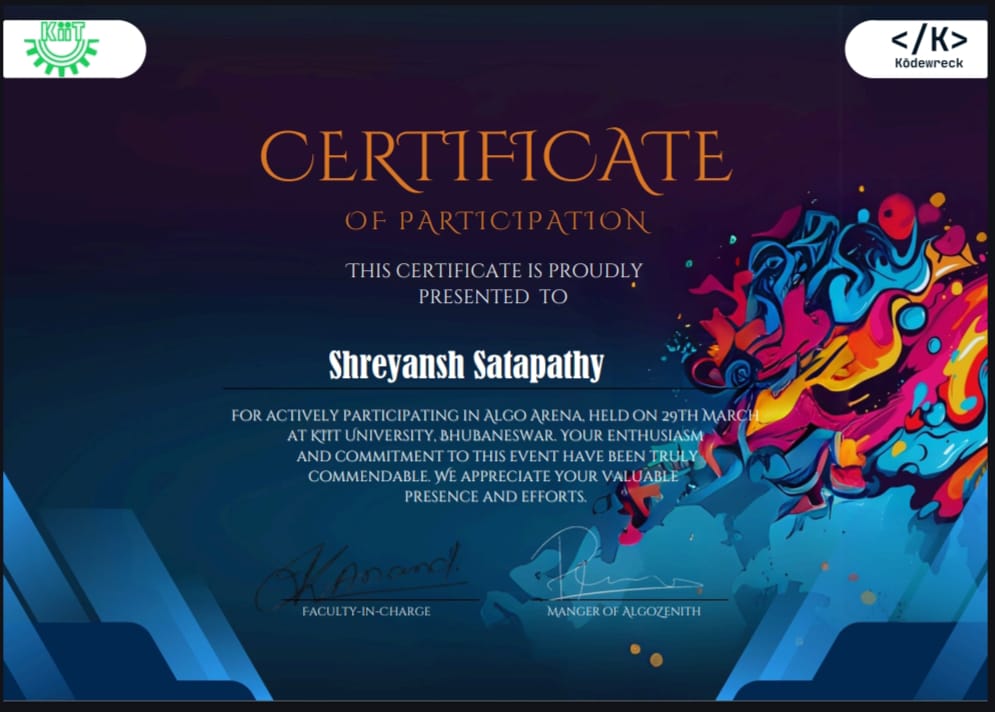 KiiT
</K>
Kōdewreck
CERTIFICATE
OF PARTICIPATION
THIS CERTIFICATE IS PROUDLY
PRESENTED TO
Shreyansh Satapathy
FOR ACTIVELY PARTICIPATING IN ALGO ARENA, HELD ON 29TH MARCH
AT KIIT UNIVERSITY, BHUBANESWAR. YOUR ENTHUSIASM
AND COMMITMENT TO THIS EVENT HAVE BEEN TRULY
COMMENDABLE. WE APPRECIATE YOUR VALUABLE
PRESENCE AND EFFORTS.
FACULTY-IN-CHARGE
MANGER OF ALGOZENITH